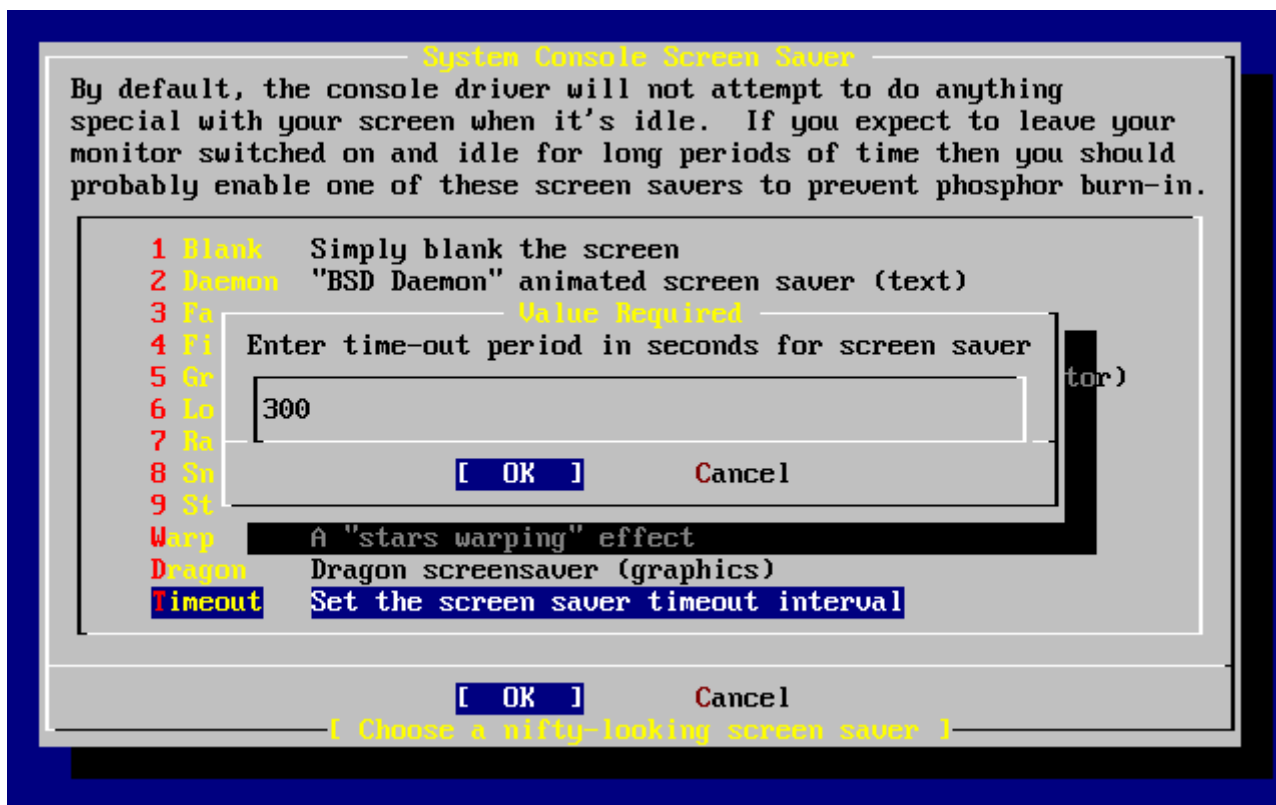 System Console Screen Saver
By default, the console driver will not attempt to do anything
special with your screen when it's idle.  If you expect to leave your
monitor switched on and idle for long periods of time then you should
probably enable one of these screen savers to prevent phosphor burn-in.
1 Blank Simply blank the screen
2 Daemon "BSD Daemon" animated screen saver (text)
3 Fa
Value Required
4 Fi
Enter time-out period in seconds for screen saver
5 Gr
tor)
6 Lo
300
7 Ra
8 Sn
[ OK ] Cancel
9 St
Warp A "stars warping" effect
Dragon Dragon screensaver (graphics)
Timeout Set the screen saver timeout interval
[ OK ] Cancel
[ Choose a nifty-looking screen saver ]